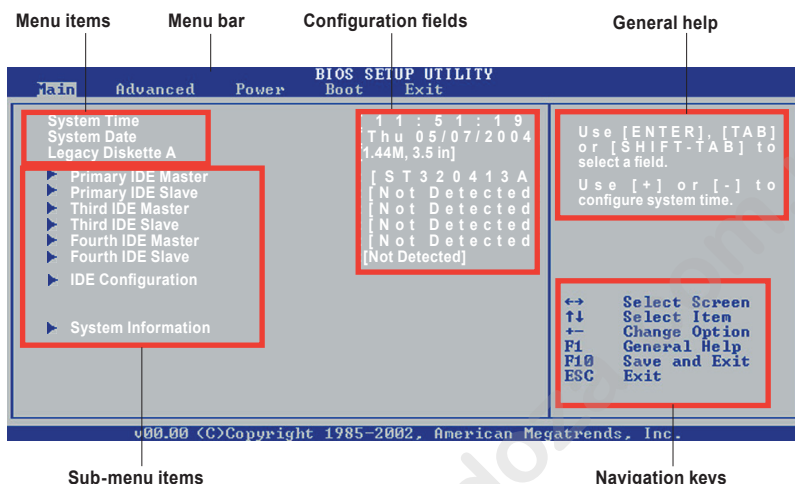 Menu items Menu bar Configuration fields General help
BIOS SETUP UTILITY
Main Advanced Power Boot Exit
System Time
System Date
Legacy Diskette A
Primary IDE Master
Primary IDE Slave
Third IDE Master
Third IDE Slave
Fourth IDE Master
Fourth IDE Slave
IDE Configuration
System Information
11:51:19
Thu 05/07/2004
[1.44M, 3.5 in]
[ST320413A
[Not Detected
[Not Detected
[Not Detected
[Not Detected
[Not Detected]
Use [ENTER], [TAB]
or [SHIFT-TAB] to
select a field.
Use [+] or [-] to
configure system time.
↔ Select Screen
↑↓ Select Item
+- Change Option
F1 General Help
F10 Save and Exit
ESC Exit
v00.00 (C)Copyright 1985-2002, American Megatrends, Inc.
Sub-menu items Navigation keys